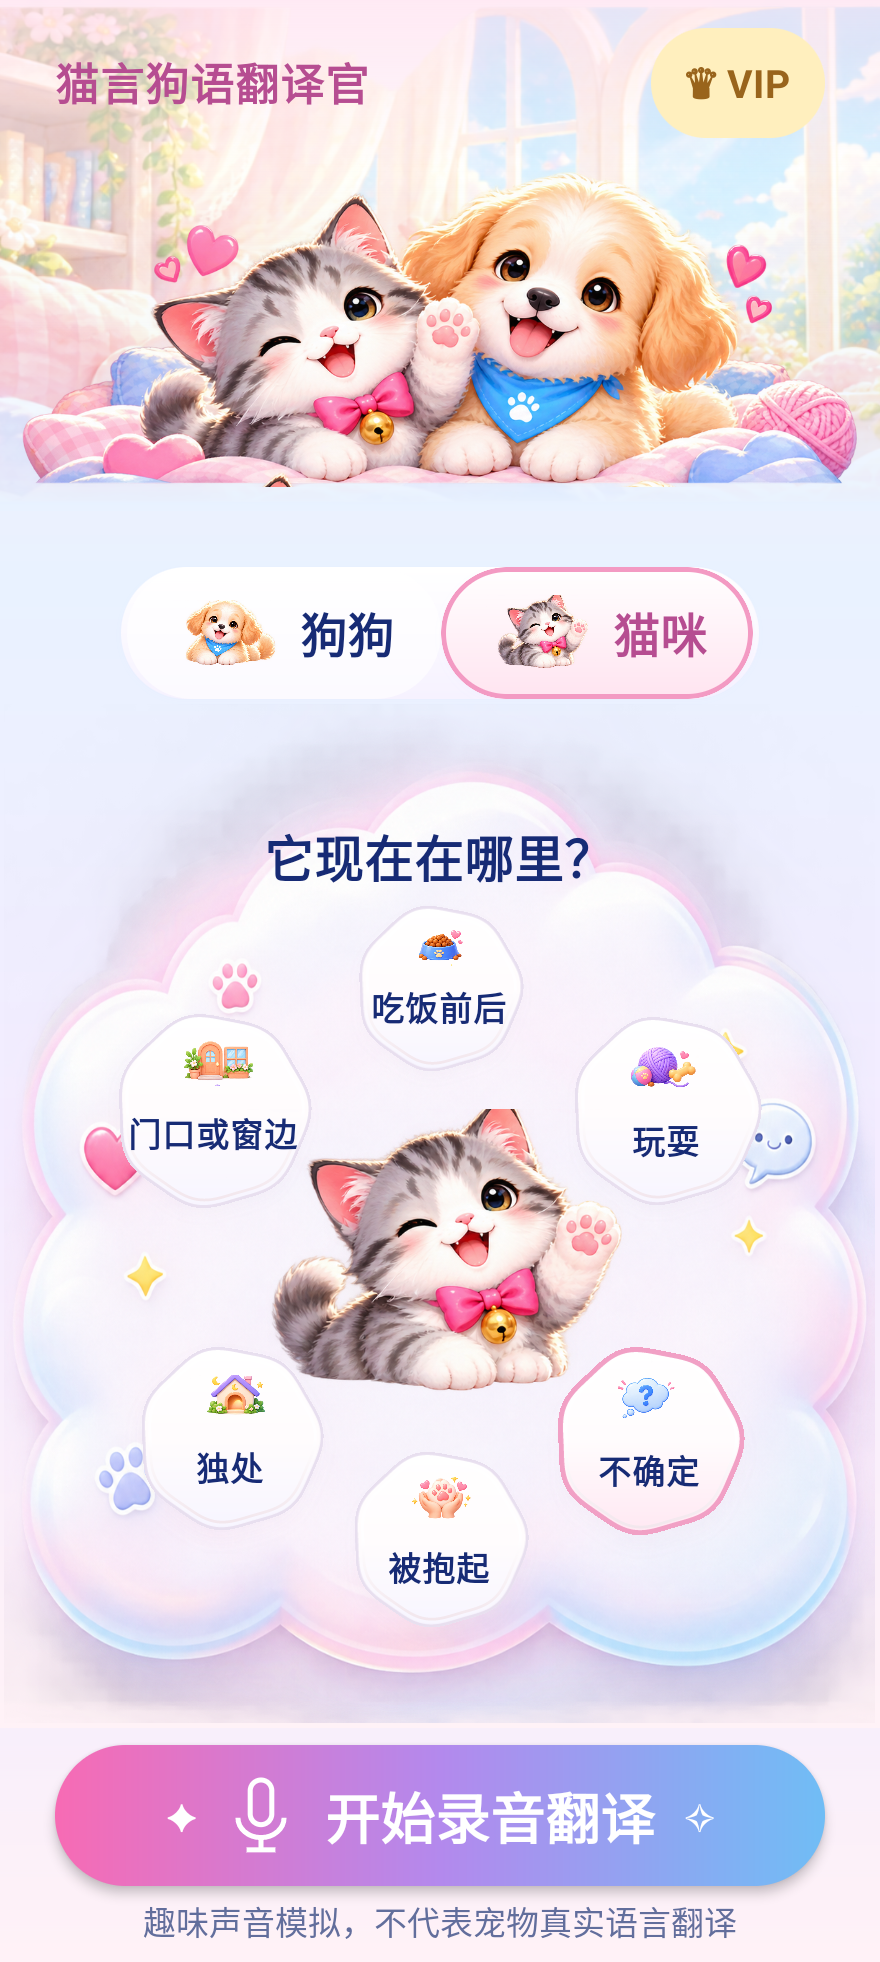 猫言狗语翻译官
VIP
狗狗
猫咪
它现在在哪里？
吃饭前后
门口或窗边
玩耍
独处
不确定
被抱起
开始录音翻译
趣味声音模拟，不代表宠物真实语言翻译